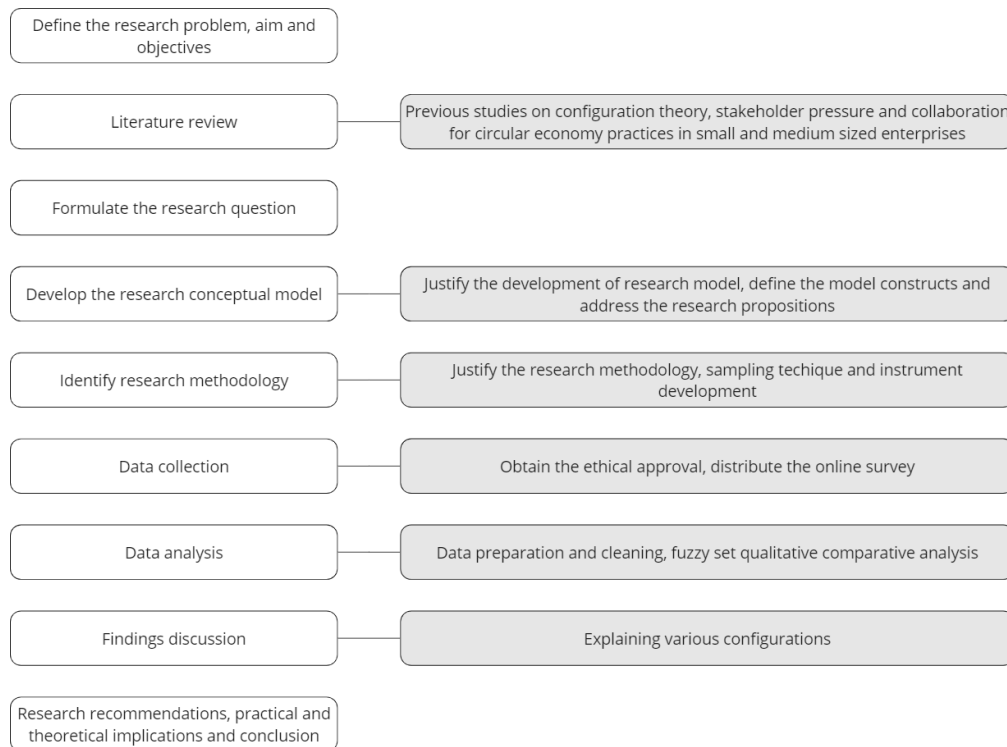 Define the research problem, aim and
objectives
Literature review
Previous studies on configuration theory, stakeholder pressure and collaboration
for circular economy practices in small and medium sized enterprises
Formulate the research question
Develop the research conceptual model
Justify the development of research model, define the model constructs and
address the research propositions
Identify research methodology
Justify the research methodology, sampling techique and instrument
development
Data collection
Obtain the ethical approval, distribute the online survey
Data analysis
Data preparation and cleaning, fuzzy set qualitative comparative analysis
Findings discussion
Explaining various configurations
Research recommendations, practical and
theoretical implications and conclusion